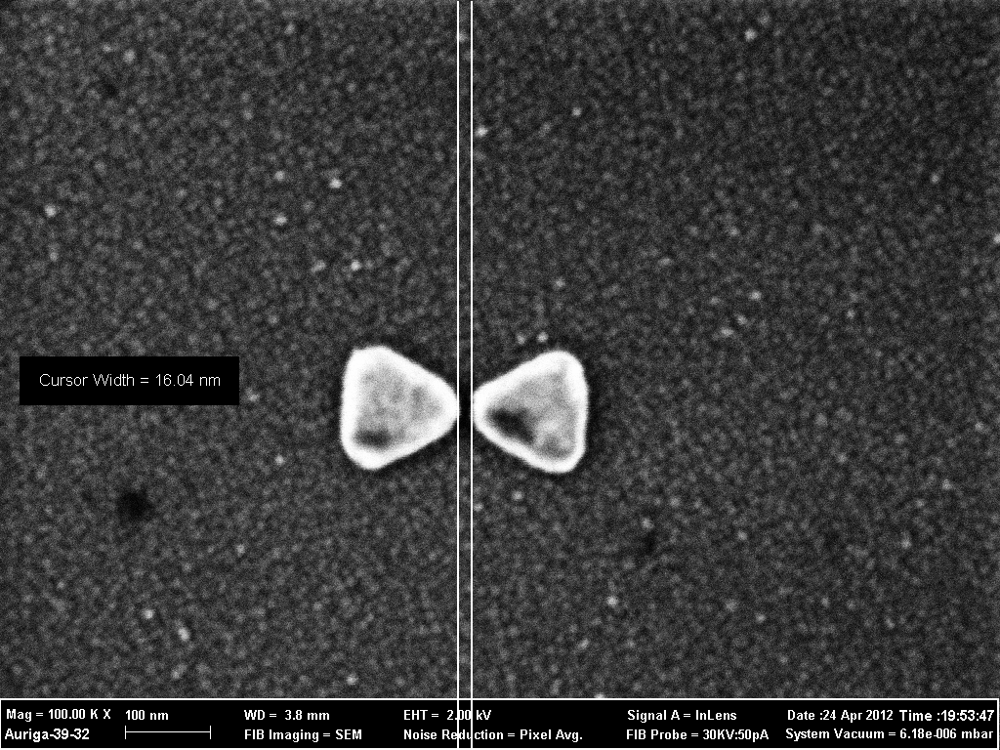 Cursor Width = 16.04 nm
Mag = 100.00 K X 100 nm WD = 3.8 mm EHT = 2.00 kV Signal A = InLens Date :24 Apr 2012 Time :19:53:47
Auriga-39-32 FIB Imaging = SEM Noise Reduction = Pixel Avg. FIB Probe = 30KV:50pA System Vacuum = 6.18e-006 mbar